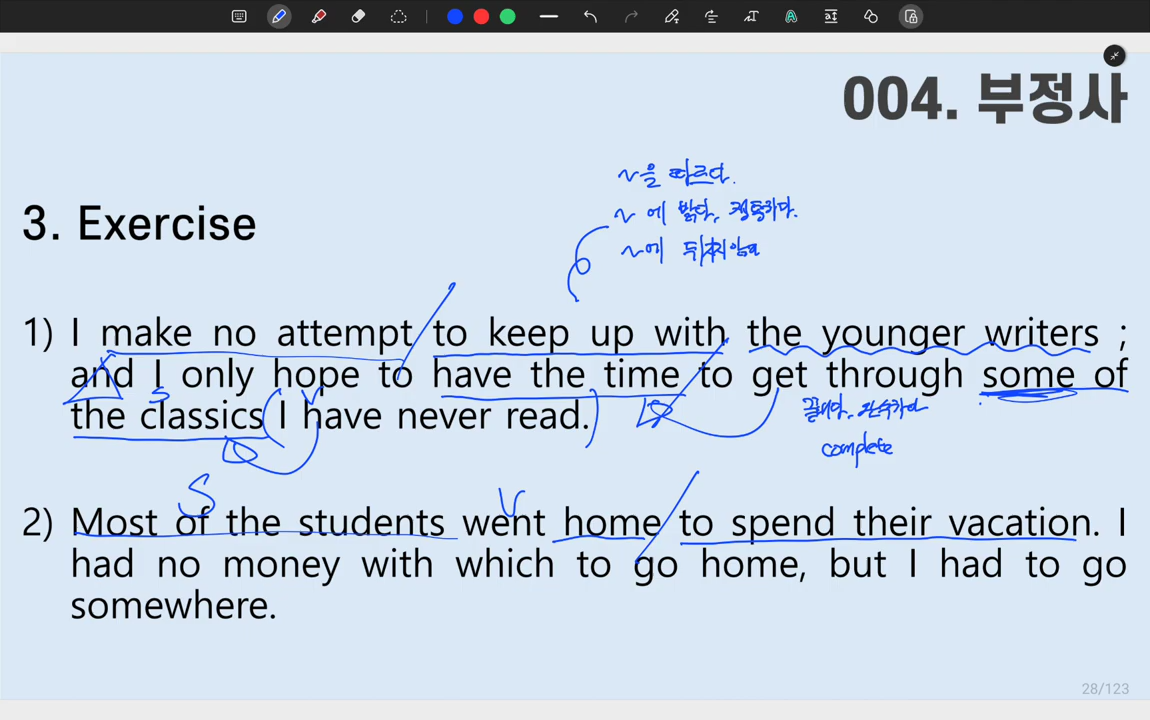 004. 부정사
~을 따르다.
3. Exercise
~에 밝다, 정통하다.
~에 뒤처지않다
1) I make no attempt to keep up with the younger writers ;
and I only hope to have the time to get through some of
S V
the classics (I have never read.)
끝내다, 완수하다
complete
S V
2) Most of the students went home to spend their vacation. I
had no money with which to go home, but I had to go
somewhere.
28/123